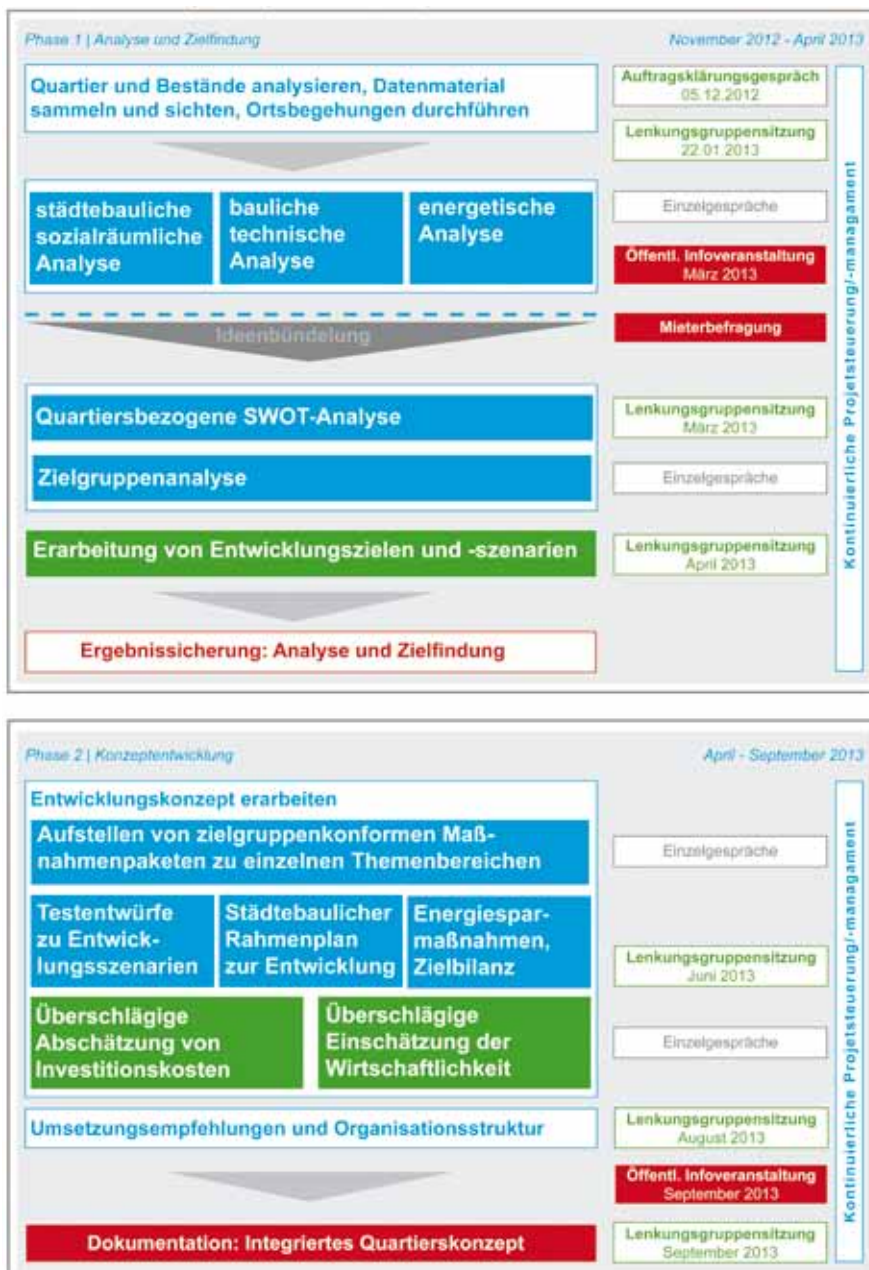 Phase 1 | Analyse und Zielfindung
November 2012 - April 2013
Quartier und Bestände analysieren, Datenmaterial
sammeln und sichten, Ortsbegehungen durchführen
Auftragsklärungsgespräch
05.12.2012
Lenkungsgruppensitzung
22.01.2013
städtebauliche
sozialräumliche
Analyse
bauliche
technische
Analyse
energetische
Analyse
Einzelgespräche
Öffentl. Infoveranstaltung
März 2013
Ideenbündelung
Mieterbefragung
Quartiersbezogene SWOT-Analyse
Lenkungsgruppensitzung
März 2013
Zielgruppenanalyse
Einzelgespräche
Erarbeitung von Entwicklungszielen und -szenarien
Lenkungsgruppensitzung
April 2013
Ergebnissicherung: Analyse und Zielfindung
Kontinuierliche Projetsteuerung/-managament
Phase 2 | Konzeptentwicklung
April - September 2013
Entwicklungskonzept erarbeiten
Aufstellen von zielgruppenkonformen Maß-
nahmenpaketen zu einzelnen Themenbereichen
Einzelgespräche
Testentwürfe
zu Entwick-
lungsszenarien
Städtebaulicher
Rahmenplan
zur Entwicklung
Energiespar-
maßnahmen,
Zielbilanz
Lenkungsgruppensitzung
Juni 2013
Überschlägige
Abschätzung von
Investitionskosten
Überschlägige
Einschätzung der
Wirtschaftlichkeit
Einzelgespräche
Umsetzungsempfehlungen und Organisationsstruktur
Lenkungsgruppensitzung
August 2013
Öffentl. Infoveranstaltung
September 2013
Dokumentation: Integriertes Quartierskonzept
Lenkungsgruppensitzung
September 2013
Kontinuierliche Projetsteuerung/-managament